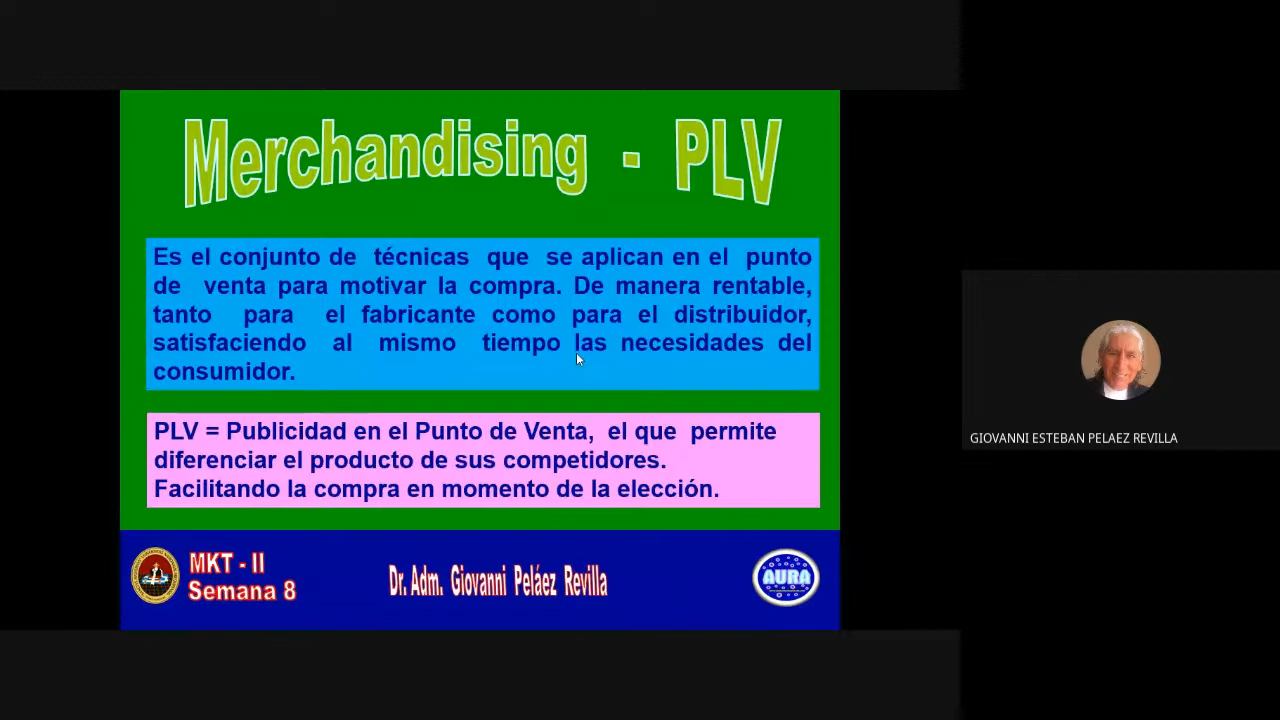 Merchandising - PLV
Es el conjunto de técnicas que se aplican en el punto
de venta para motivar la compra. De manera rentable,
tanto para el fabricante como para el distribuidor,
satisfaciendo al mismo tiempo las necesidades del
consumidor.
PLV = Publicidad en el Punto de Venta, el que permite
diferenciar el producto de sus competidores.
Facilitando la compra en momento de la elección.
MKT - II
Semana 8
Dr. Adm. Giovanni Peláez Revilla
AURA
GIOVANNI ESTEBAN PELAEZ REVILLA